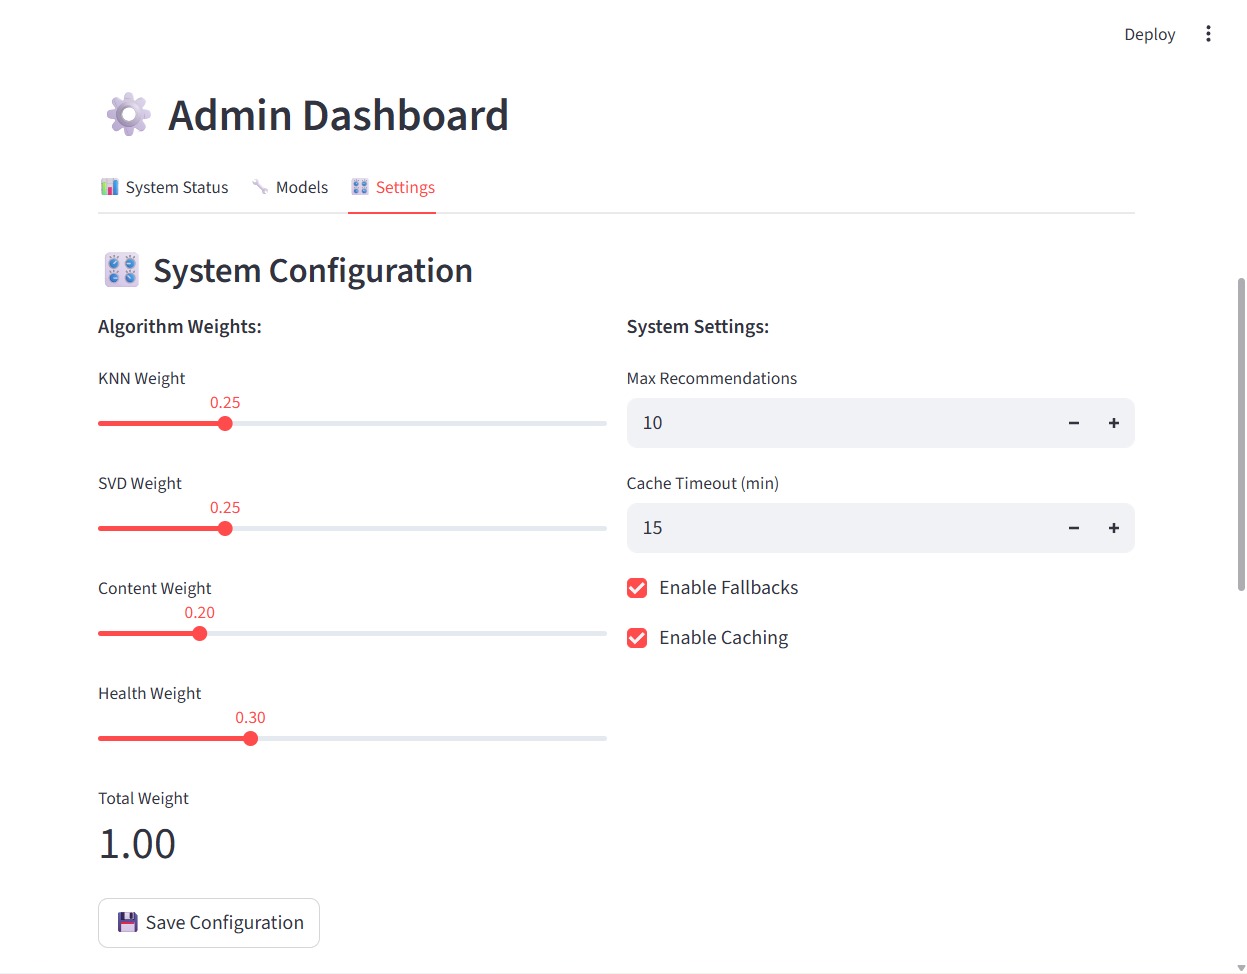 Deploy
Admin Dashboard
System Status
Models
Settings
System Configuration
Algorithm Weights:
KNN Weight
0.25
SVD Weight
0.25
Content Weight
0.20
Health Weight
0.30
Total Weight
1.00
Save Configuration
System Settings:
Max Recommendations
10
Cache Timeout (min)
15
Enable Fallbacks
Enable Caching